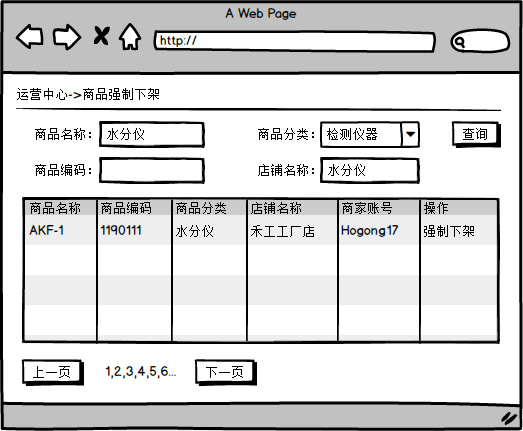 A Web Page
http://
运营中心->商品强制下架
商品名称： 水分仪 商品分类： 检测仪器 查询
商品编码： 店铺名称： 水分仪
商品名称 商品编码 商品分类 店铺名称 商家账号 操作
AKF-1 1190111 水分仪 禾工工厂店 Hogong17 强制下架
上一页 1,2,3,4,5,6... 下一页